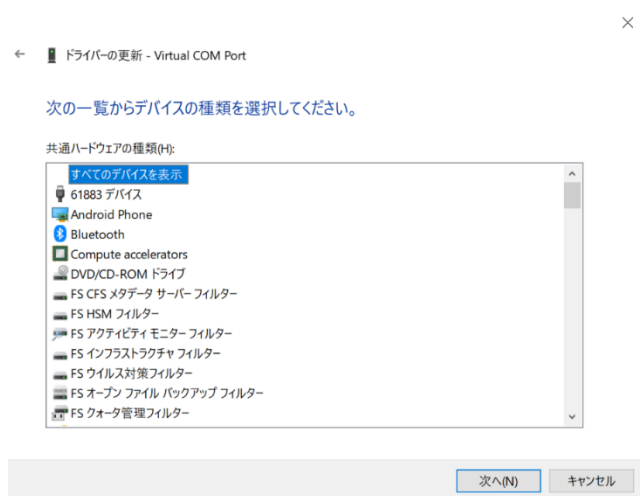 ドライバーの更新 - Virtual COM Port
次の一覧からデバイスの種類を選択してください。
共通ハードウェアの種類(H):
すべてのデバイスを表示
61883 デバイス
Android Phone
Bluetooth
Compute accelerators
DVD/CD-ROM ドライブ
FS CFS メタデータ サーバー フィルター
FS HSM フィルター
FS アクティビティ モニター フィルター
FS インフラストラクチャ フィルター
FS ウイルス対策フィルター
FS オープン ファイル バックアップ フィルター
FS クォータ管理フィルター
次へ(N)
キャンセル